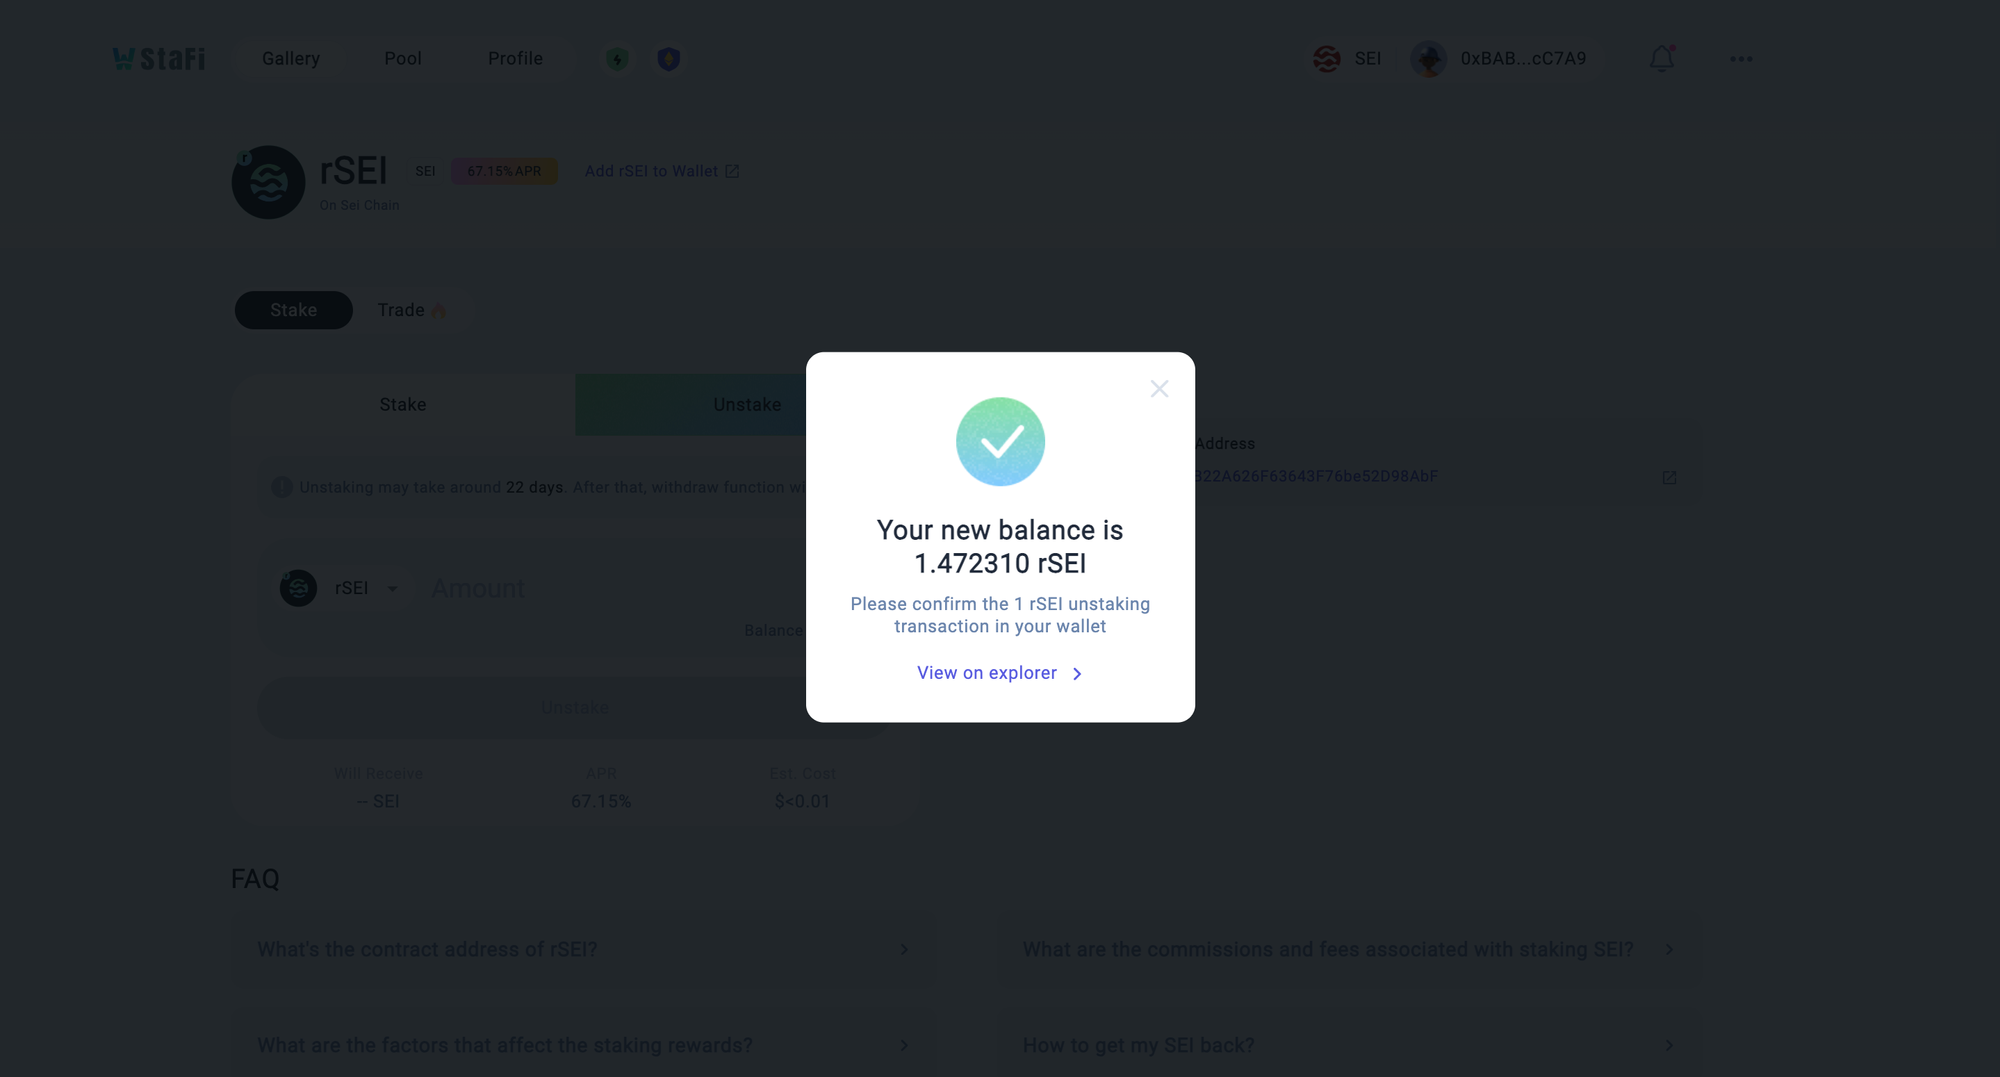 StaFi
Gallery
Pool
Profile
SEI
0xBAB...cC7A9
r
rSEI
SEI
67.15% APR
Add rSEI to Wallet
On Sei Chain
Stake
Trade
Stake
Unstake
Address
Unstaking may take around 22 days. After that, withdraw function
322A626F63643F76be52D98AbF
rSEI
Amount
Balance
Unstake
Will Receive
APR
Est. Cost
-- SEI
67.15%
$<0.01
Your new balance is
1.472310 rSEI
Please confirm the 1 rSEI unstaking
transaction in your wallet
View on explorer
FAQ
What's the contract address of rSEI?
What are the commissions and fees associated with staking SEI?
What are the factors that affect the staking rewards?
How to get my SEI back?